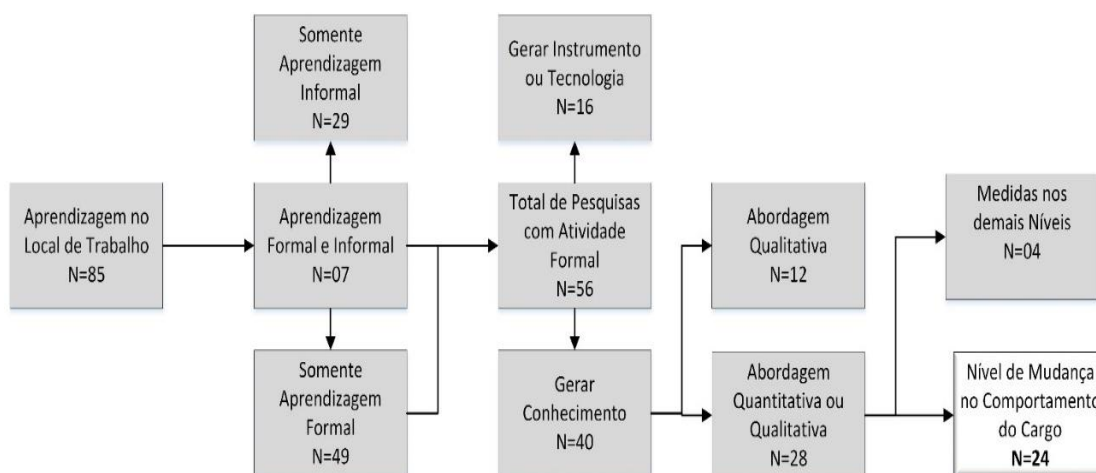 Somente
Aprendizagem
Informal
N=29
Gerar Instrumento
ou Tecnologia
N=16
Aprendizagem no
Local de Trabalho
N=85
Aprendizagem
Formal e Informal
N=07
Total de Pesquisas
com Atividade
Formal
N=56
Abordagem
Qualitativa
N=12
Medidas nos
demais Níveis
N=04
Somente
Aprendizagem
Formal
N=49
Gerar
Conhecimento
N=40
Abordagem
Quantitativa ou
Qualitativa
N=28
Nível de Mudança
no Comportamento
do Cargo
N=24